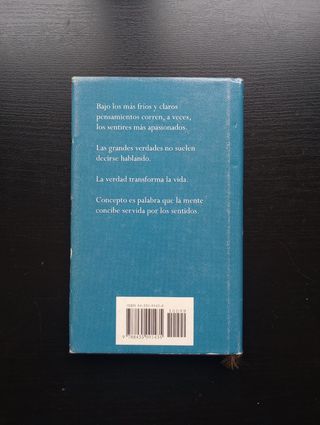 Bajo los más fríos y claros
pensamientos corren, a veces,
los sentires más apasionados.
Las grandes verdades no suelen
decirse hablando.
La verdad transforma la vida.
Concepto es palabra que la mente
concibe servida por los sentidos.